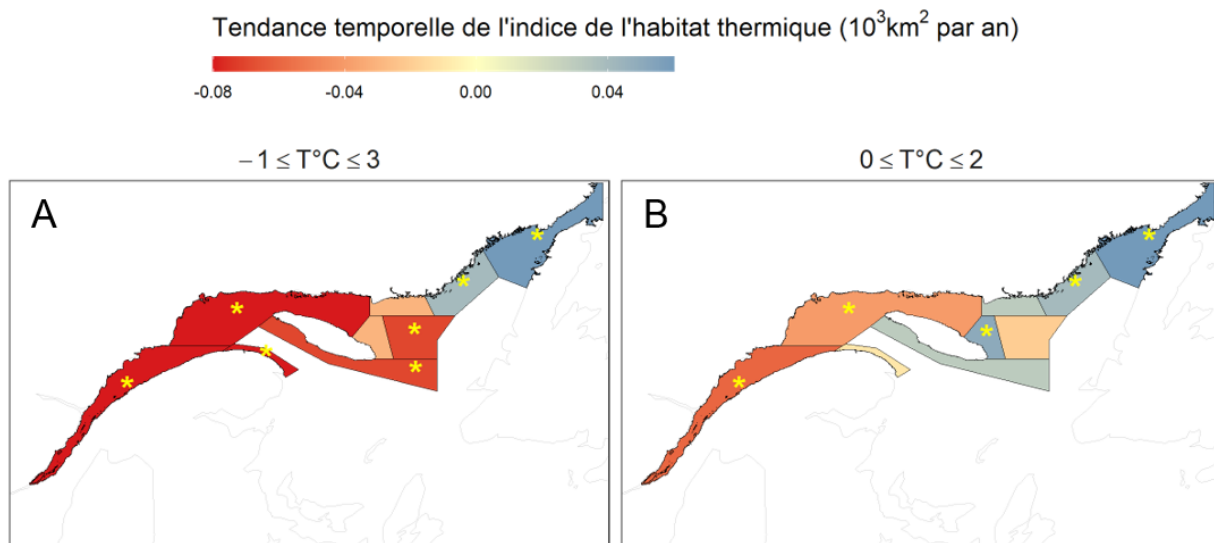 Tendance temporelle de l'indice de l'habitat thermique (10³km² par an)
-0.08 -0.04 0.00 0.04
−1 ≤ T°C ≤ 3
0 ≤ T°C ≤ 2
A
B